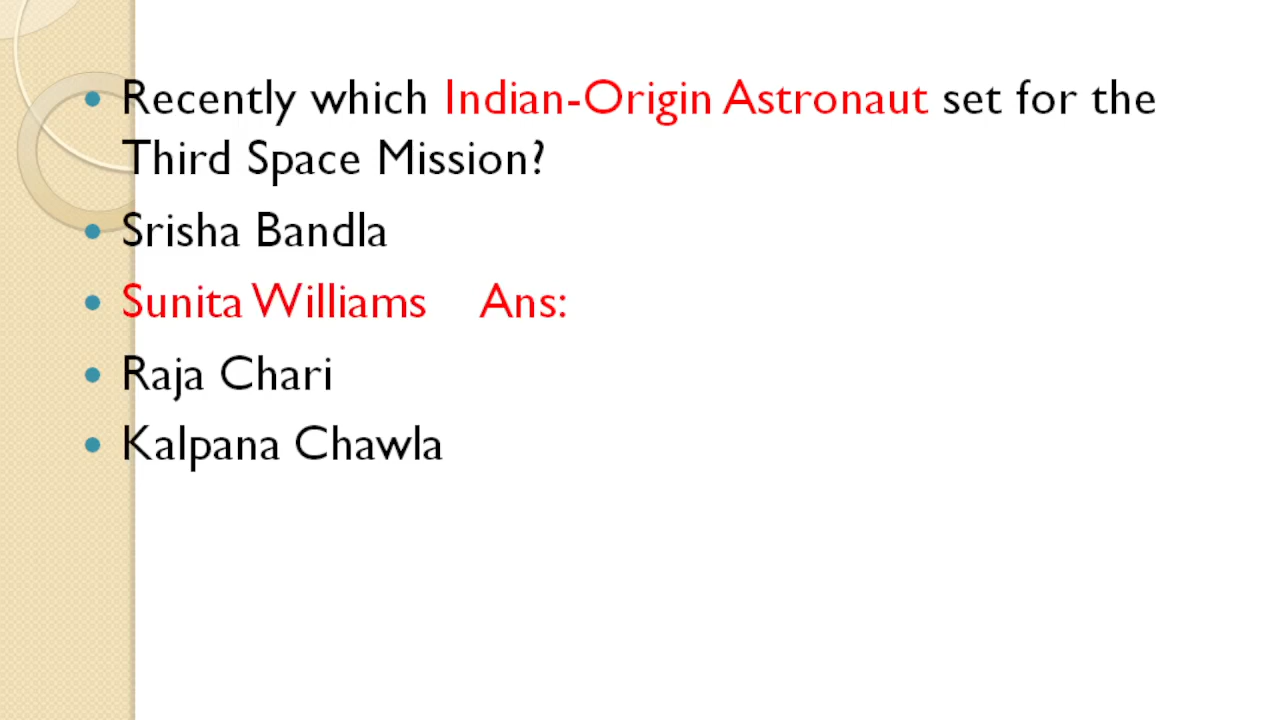 Recently which Indian-Origin Astronaut set for the
Third Space Mission?
Srisha Bandla
Sunita Williams Ans:
Raja Chari
Kalpana Chawla